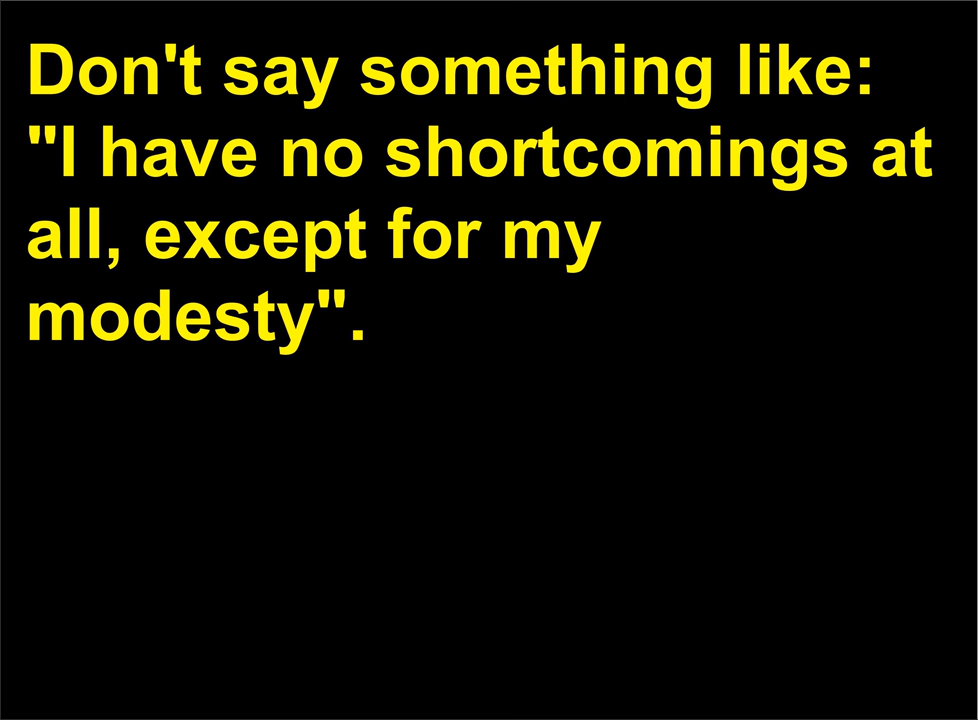 Don't say something like:
"I have no shortcomings at
all, except for my
modesty".